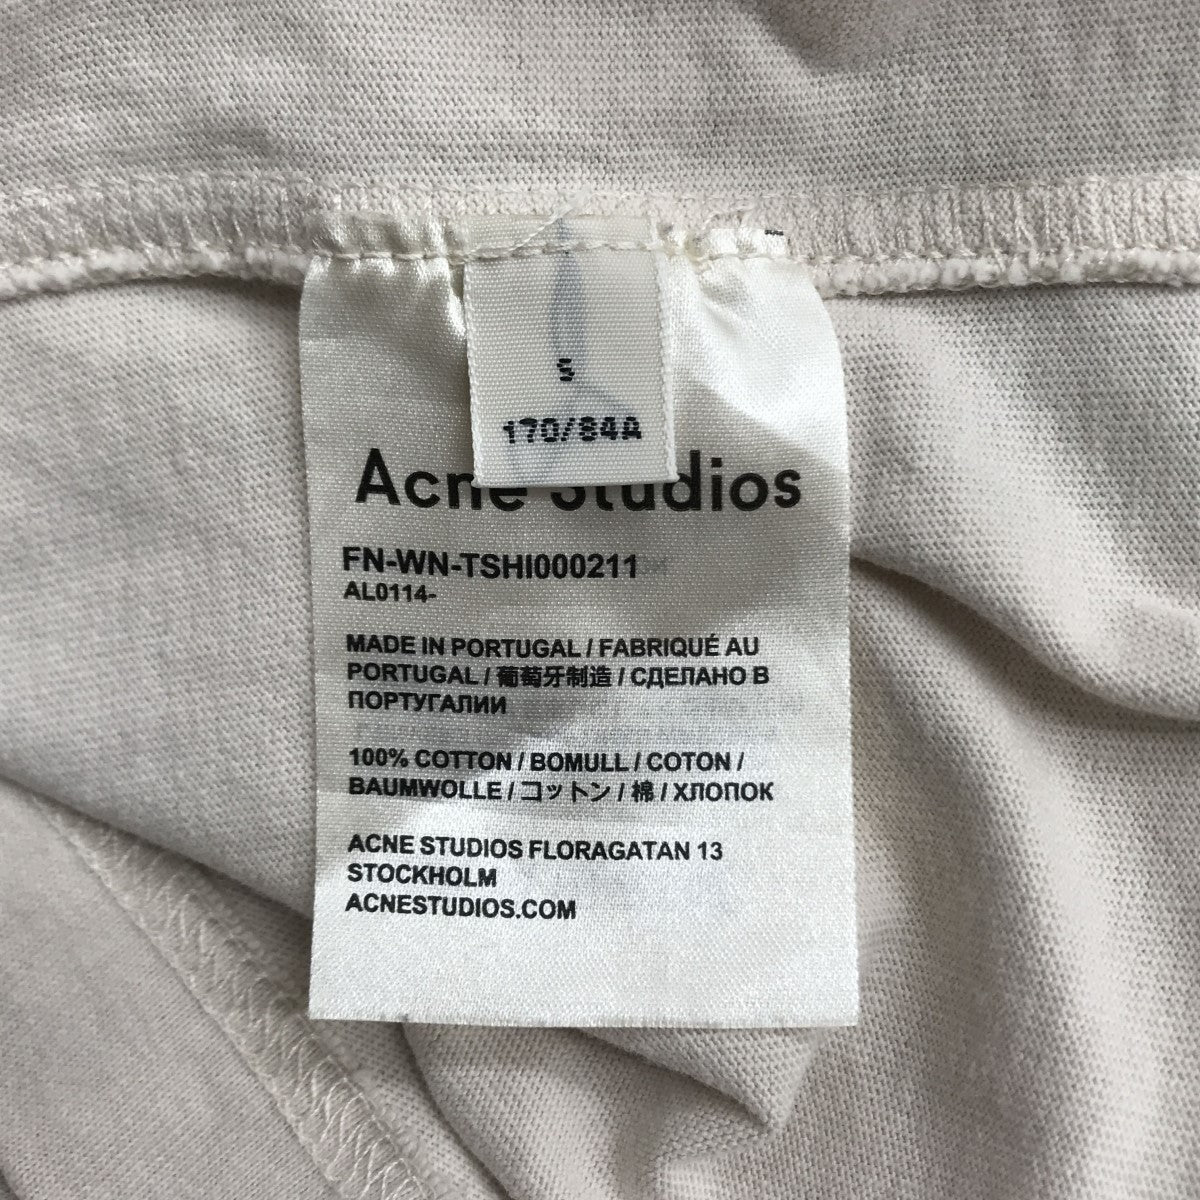 S
170/84A
Acne Studios
FN-WN-TSHI000211
AL0114-
MADE IN PORTUGAL / FABRIQUÉ AU
PORTUGAL / 葡萄牙制造 / СДЕЛАНО В
ПОРТУГАЛИИ
100% COTTON / BOMULL / COTON /
BAUMWOLLE / コットン / 棉 / ХЛОПОК
ACNE STUDIOS FLORAGATAN 13
STOCKHOLM
ACNESTUDIOS.COM